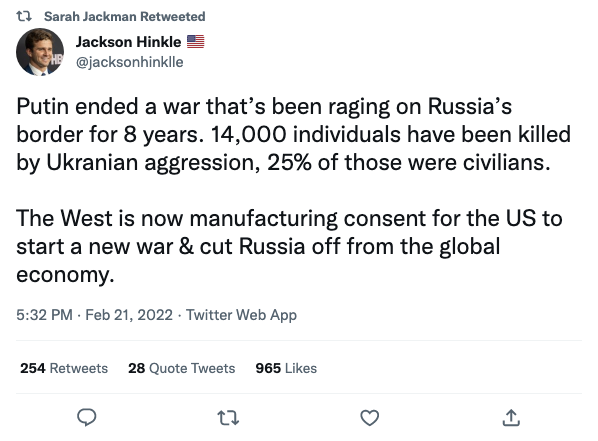 Sarah Jackman Retweeted
Jackson Hinkle 🇺🇸
@jacksonhinklle
Putin ended a war that’s been raging on Russia’s
border for 8 years. 14,000 individuals have been killed
by Ukranian aggression, 25% of those were civilians.
The West is now manufacturing consent for the US to
start a new war & cut Russia off from the global
economy.
5:32 PM · Feb 21, 2022 · Twitter Web App
254 Retweets 28 Quote Tweets 965 Likes